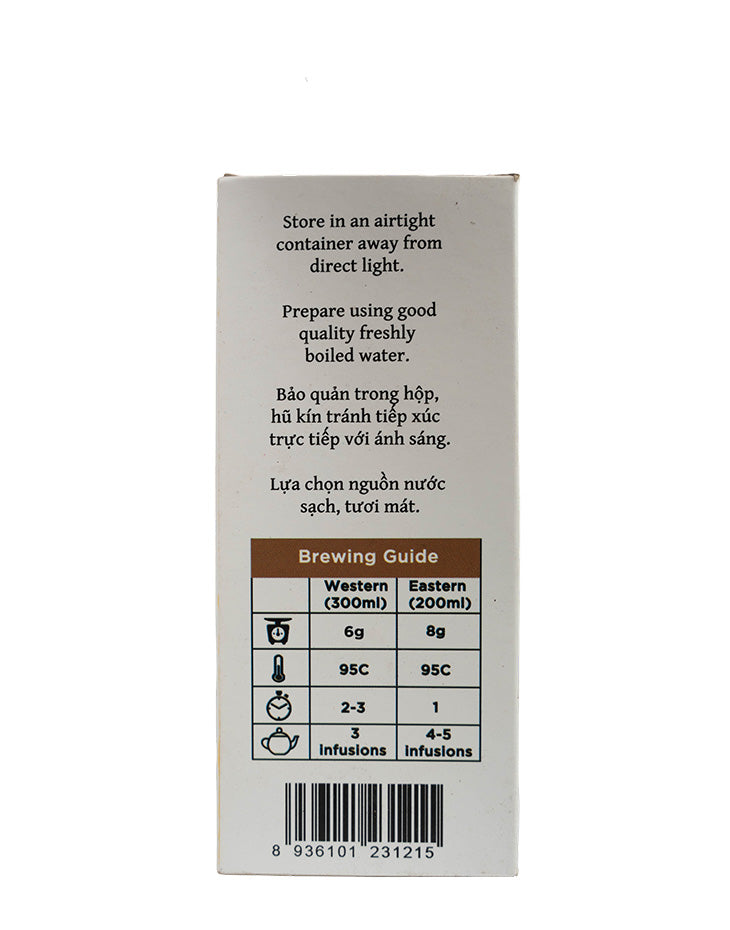 Store in an airtight
container away from
direct light.
Prepare using good
quality freshly
boiled water.
Bảo quản trong hộp,
hũ kín tránh tiếp xúc
trực tiếp với ánh sáng.
Lựa chọn nguồn nước
sạch, tươi mát.
Brewing Guide
Western Eastern
(300ml) (200ml)
6g 8g
95C 95C
2-3 1
3 4-5
infusions infusions
8 936101 231215